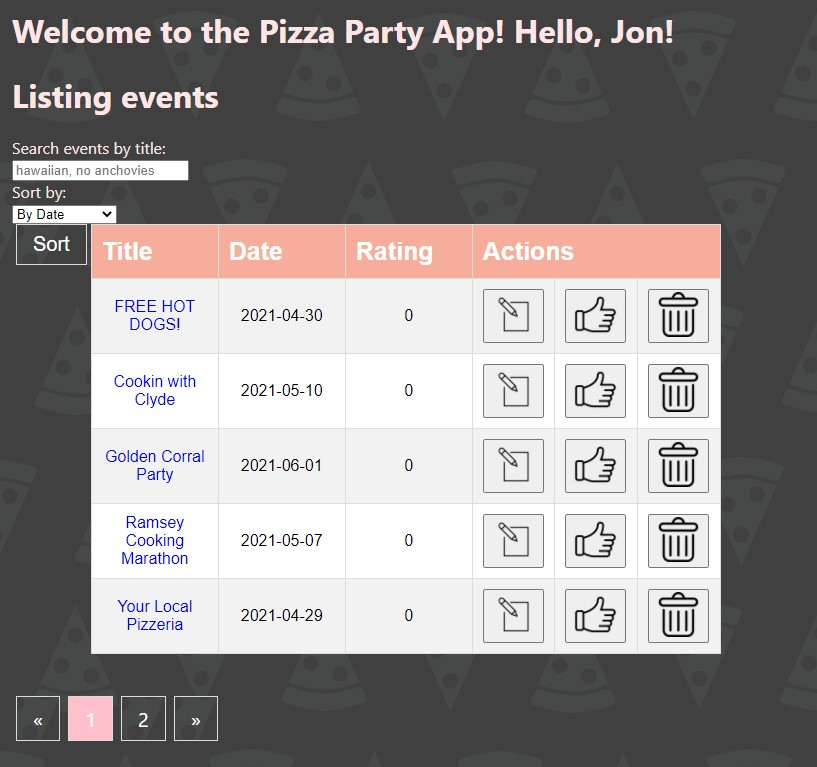 Welcome to the Pizza Party App! Hello, Jon!
Listing events
Search events by title:
hawaiian, no anchovies
Sort by:
By Date
Sort
Title Date Rating Actions
FREE HOT
DOGS!
2021-04-30 0
Cookin with
Clyde
2021-05-10 0
Golden Corral
Party
2021-06-01 0
Ramsey
Cooking
Marathon
2021-05-07 0
Your Local
Pizzeria
2021-04-29 0
« 1 2 »